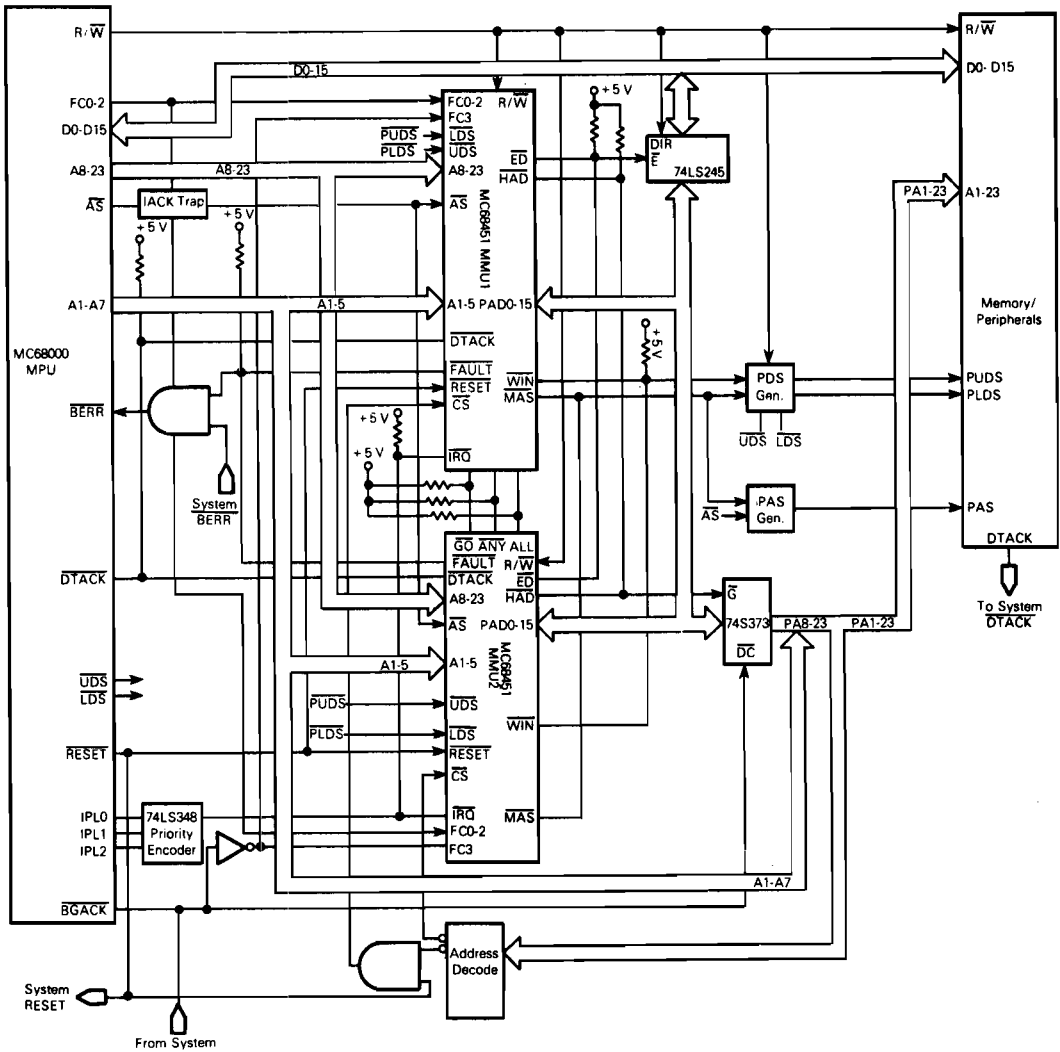 R/W
FC0-2
D0-D15
A8-23
AS
A1-A7
MC68000
MPU
BERR
DTACK
UDS
LDS
RESET
IPL0
IPL1
IPL2
BGACK
System
RESET
From System
D0-15
A8-23
IACK Trap
+5 V
+5 V
A1-5
System
BERR
+5 V
+5 V
74LS348
Priority
Encoder
PUDS
PLDS
FC0-2
FC3
LDS
UDS
A8-23
AS
A1-5
DTACK
FAULT
RESET
CS
IRQ
R/W
ED
HAD
MC68451 MMU1
PAD0-15
WIN
MAS
GO ANY ALL
FAULT
DTACK
A8-23
AS
A1-5
A1-5
PUDS
UDS
PLDS
LDS
RESET
CS
IRQ
FC0-2
FC3
R/W
ED
HAD
PAD0-15
MC68451
MMU2
WIN
MAS
+5 V
+5 V
DIR
E
74LS245
PDS
Gen.
UDS LDS
AS
PAS
Gen.
G
74S373
DC
PA8-23
PA1-23
PA1-23
A1-A7
Address
Decode
R/W
D0-D15
A1-23
Memory/
Peripherals
PUDS
PLDS
PAS
DTACK
To System
DTACK